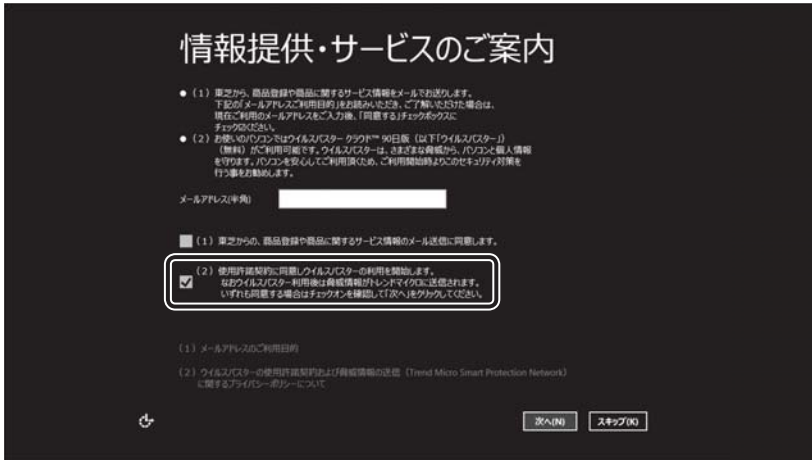 情報提供・サービスのご案内
● (1) 東芝から、商品登録や商品に関するサービス情報をメールでお送りします。
下記の「メールアドレスご利用目的」をお読みいただき、ご了解いただけた場合は、
現在ご利用のメールアドレスをご入力後、「同意する」チェックボックスに
チェックください。
● (2) お使いのパソコンではウイルスバスター クラウド™ 90日版（以下「ウイルスバスター」）
（無料）がご利用可能です。ウイルスバスターは、さまざまな脅威から、パソコンと個人情報
を守ります。パソコンを安心してご利用頂くため、ご利用開始時よりこのセキュリティ対策を
行う事をお勧めします。
メールアドレス(半角)
(1) 東芝からの、商品登録や商品に関するサービス情報のメール送信に同意します。
(2) 使用許諾契約に同意しウイルスバスターの利用を開始します。
なおウイルスバスター利用後は脅威情報がトレンドマイクロに送信されます。
いずれも同意する場合はチェックオンを確認して「次へ」をクリックしてください。
(1) メールアドレスのご利用目的
(2) ウイルスバスターの使用許諾契約および脅威情報の送信（Trend Micro Smart Protection Network）
に関するプライバシーポリシーについて
次へ(N)
スキップ(K)